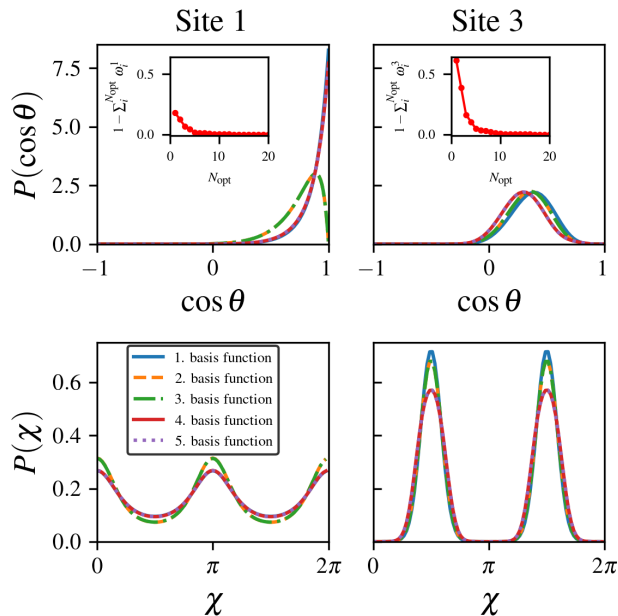 Site 1
Site 3
P(cos θ)
7.5
5.0
2.5
0.0
−1
0
1
cos θ
1 − Σ_i^{N_opt} ω_i^1
0.5
0.0
0
10
20
N_opt
−1
0
1
cos θ
1 − Σ_i^{N_opt} ω_i^3
0.5
0.0
0
10
20
N_opt
P(χ)
0.6
0.4
0.2
0.0
0
π
2π
χ
1. basis function
2. basis function
3. basis function
4. basis function
5. basis function
0
π
2π
χ